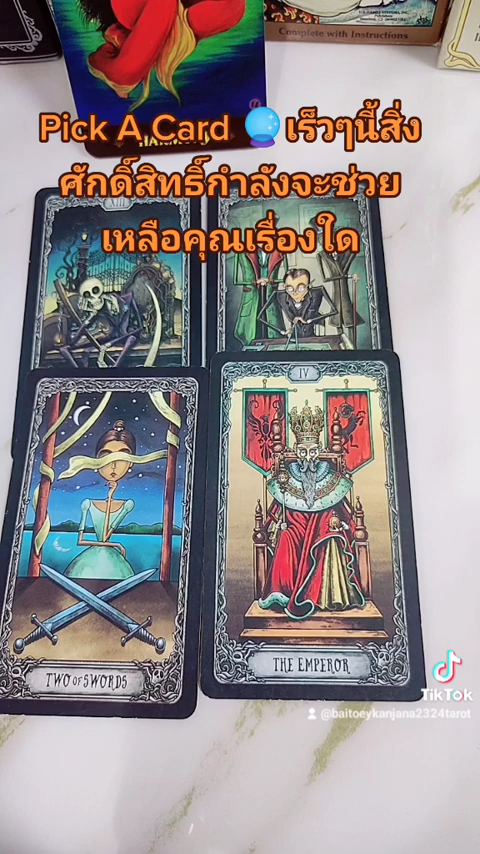 Complete with Instructions
Pick A Card 🔮เร็วๆนี้สิ่ง
ศักดิ์สิทธิ์กำลังจะช่วย
เหลือคุณเรื่องใด
XIII
IV
TWO OF SWORDS
THE EMPEROR
TikTok
@baitoeykanjana2324tarot